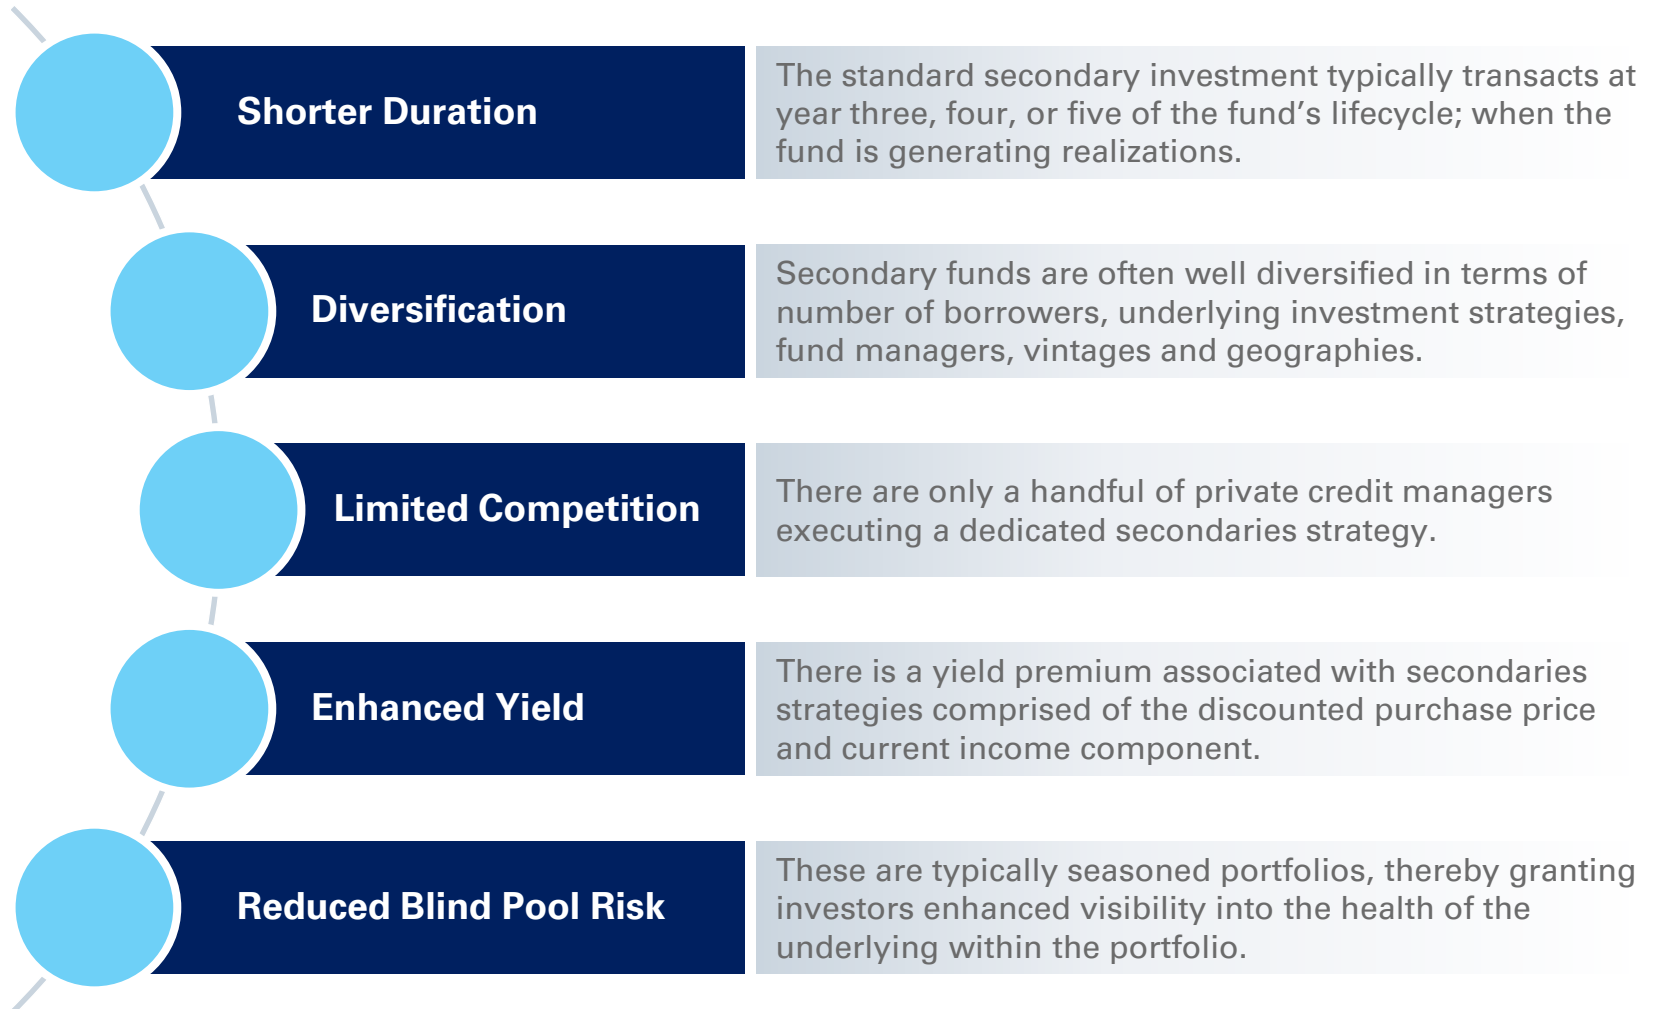 Shorter Duration
The standard secondary investment typically transacts at
year three, four, or five of the fund’s lifecycle; when the
fund is generating realizations.
Diversification
Secondary funds are often well diversified in terms of
number of borrowers, underlying investment strategies,
fund managers, vintages and geographies.
Limited Competition
There are only a handful of private credit managers
executing a dedicated secondaries strategy.
Enhanced Yield
There is a yield premium associated with secondaries
strategies comprised of the discounted purchase price
and current income component.
Reduced Blind Pool Risk
These are typically seasoned portfolios, thereby granting
investors enhanced visibility into the health of the
underlying within the portfolio.